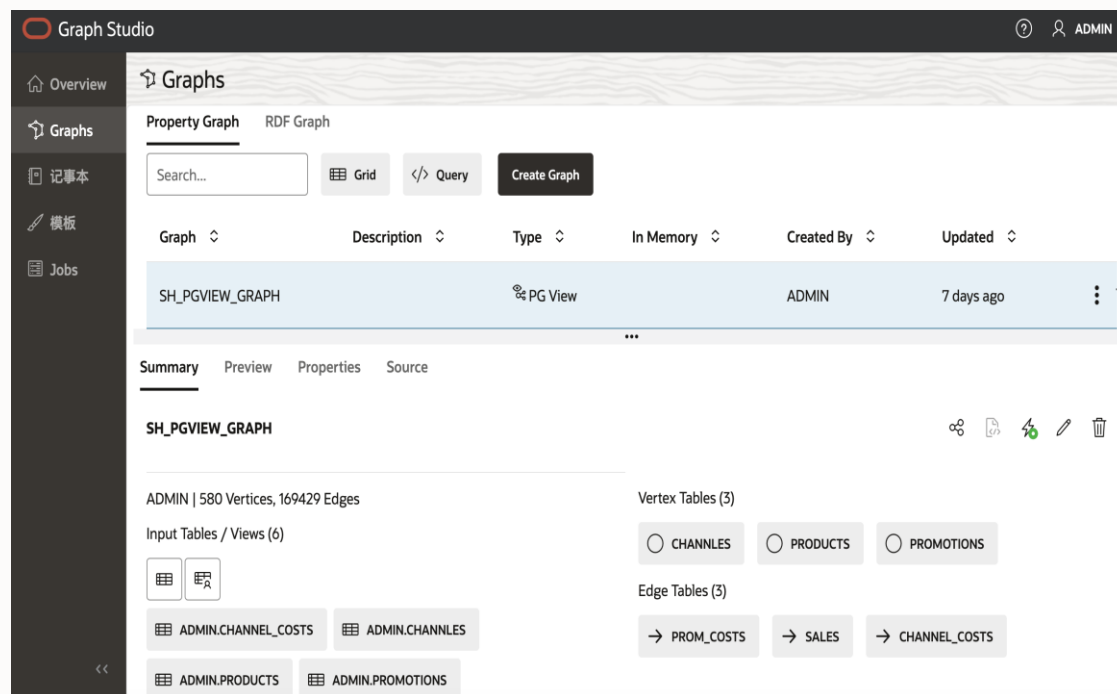 Graph Studio
ADMIN
Overview
Graphs
记事本
模板
Jobs
Graphs
Property Graph RDF Graph
Search... Grid </> Query Create Graph
Graph Description Type In Memory Created By Updated
SH_PGVIEW_GRAPH PG View ADMIN 7 days ago
Summary Preview Properties Source
SH_PGVIEW_GRAPH
ADMIN | 580 Vertices, 169429 Edges
Input Tables / Views (6)
ADMIN.CHANNEL_COSTS ADMIN.CHANNLES
ADMIN.PRODUCTS ADMIN.PROMOTIONS
Vertex Tables (3)
CHANNLES PRODUCTS PROMOTIONS
Edge Tables (3)
PROM_COSTS SALES CHANNEL_COSTS